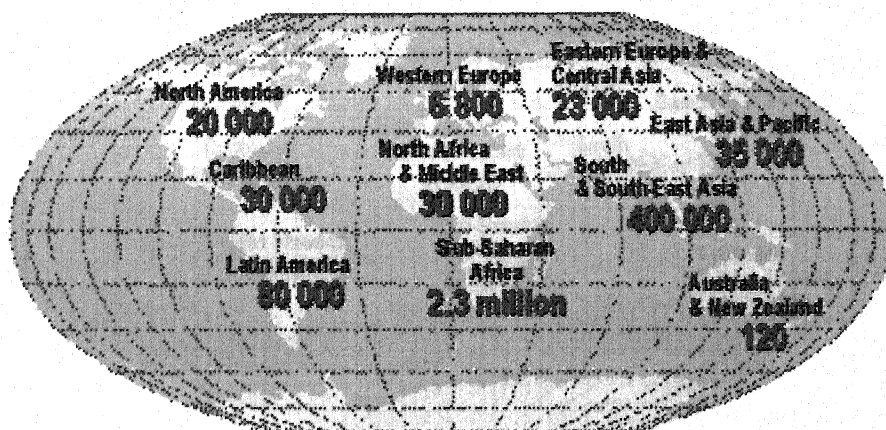 Eastern Europe &
Central Asia
23 000
Western Europe
6 800
North America
20 000
East Asia & Pacific
35 000
North Africa
& Middle East
30 000
South
& South-East Asia
400 000
Caribbean
30 000
Sub-Saharan
Africa
2.3 million
Latin America
80 000
Australia
& New Zealand
120